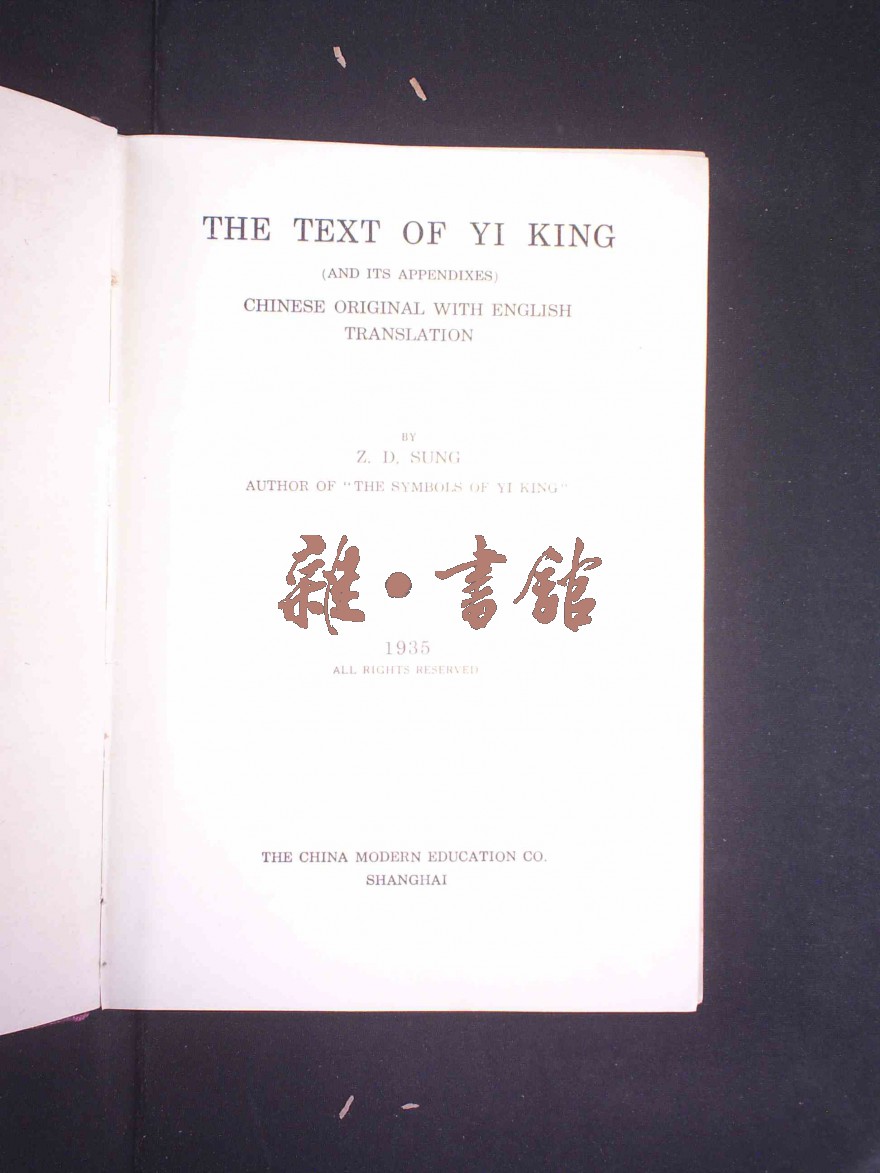 THE TEXT OF YI KING
(AND ITS APPENDIXES)
CHINESE ORIGINAL WITH ENGLISH
TRANSLATION
BY
Z. D. SUNG
AUTHOR OF "THE SYMBOLS OF YI KING"
雜•書館
1935
ALL RIGHTS RESERVED
THE CHINA MODERN EDUCATION CO.
SHANGHAI